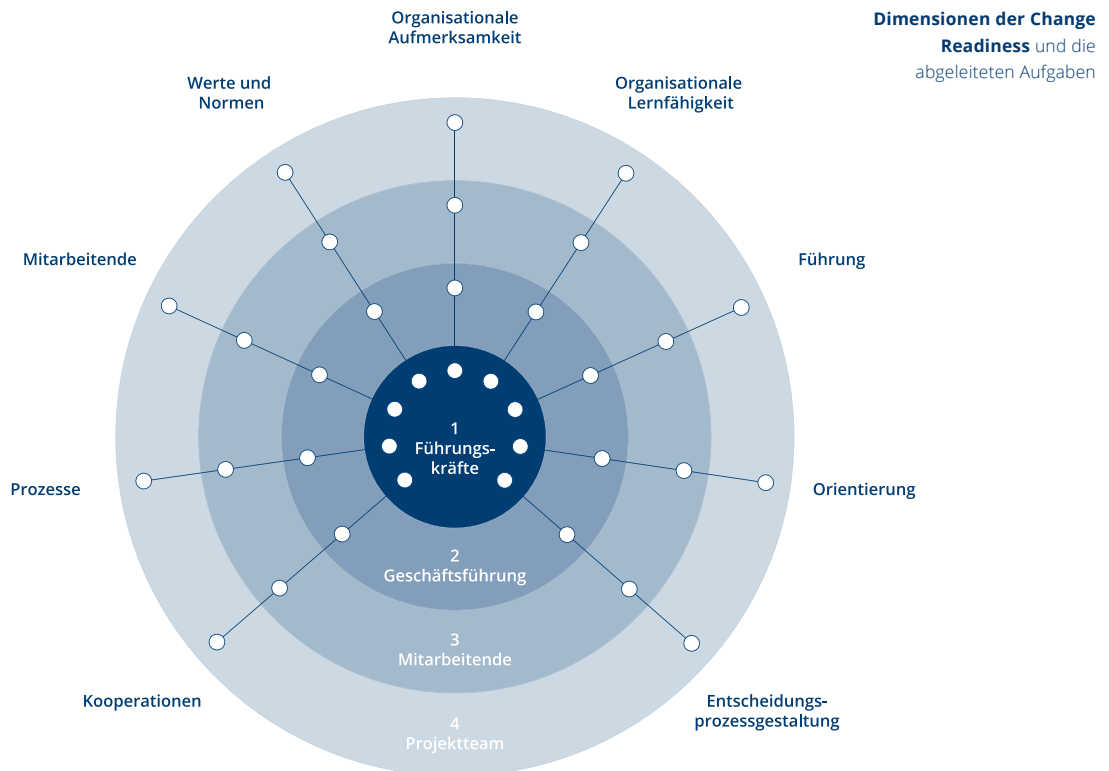 Dimensionen der Change
Readiness und die
abgeleiteten Aufgaben
Organisationale
Aufmerksamkeit
Werte und
Normen
Organisationale
Lernfähigkeit
Mitarbeitende
Führung
Prozesse
Orientierung
Kooperationen
Entscheidungs-
prozessgestaltung
1
Führungs-
kräfte
2
Geschäftsführung
3
Mitarbeitende
4
Projektteam